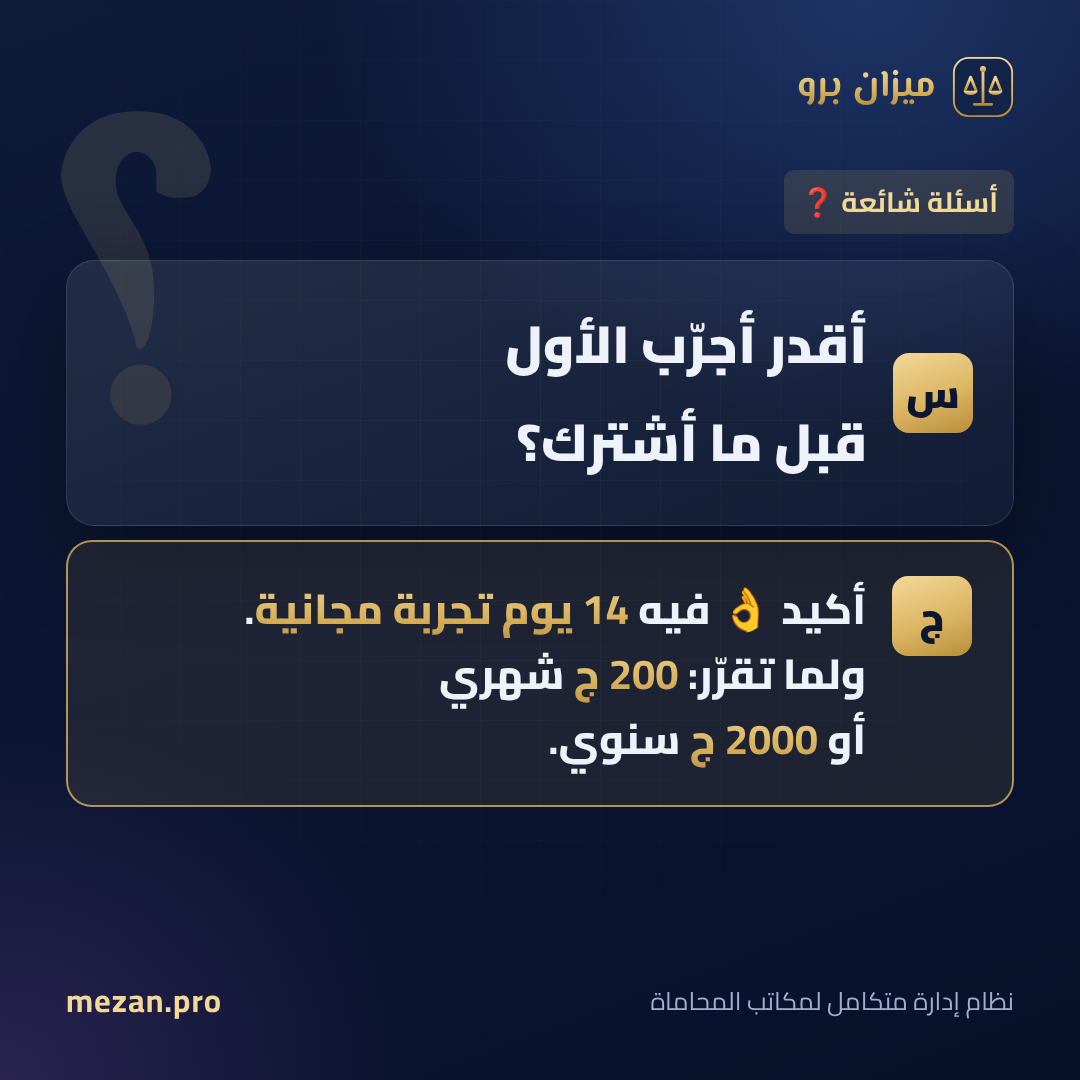 ميزان برو
أسئلة شائعة ❓
س
أقدر أجرّب الأول
قبل ما أشترك؟
ج
أكيد 👌 فيه 14 يوم تجربة مجانية.
ولما تقرّر: 200 ج شهري
أو 2000 ج سنوي.
نظام إدارة متكامل لمكاتب المحاماة
mezan.pro